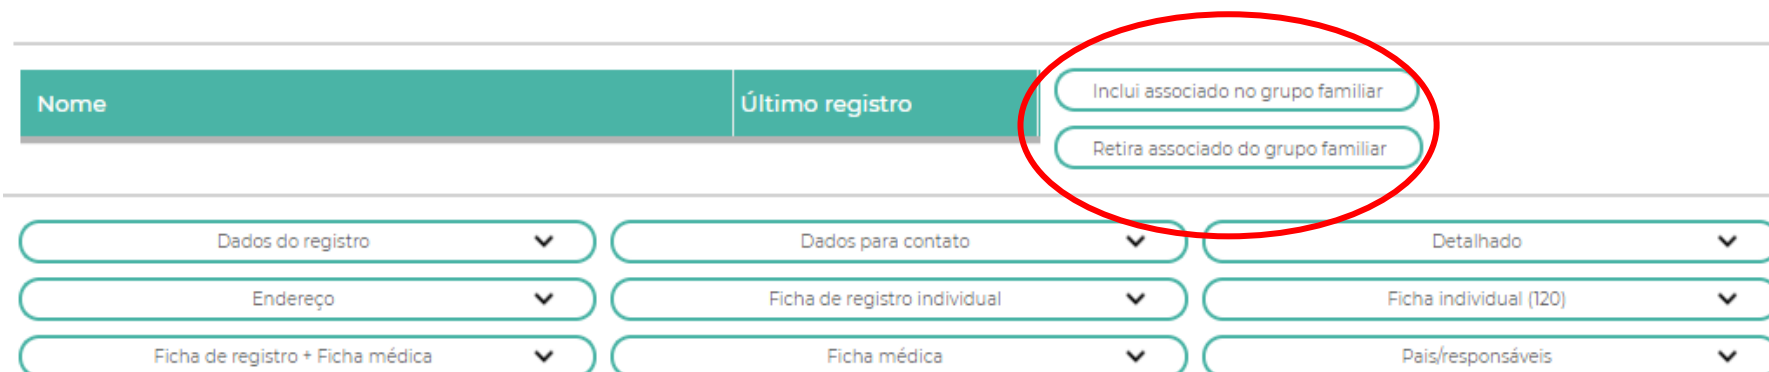 Nome
Último registro
Inclui associado no grupo familiar
Retira associado do grupo familiar
Dados do registro
Dados para contato
Detalhado
Endereço
Ficha de registro individual
Ficha individual (120)
Ficha de registro + Ficha médica
Ficha médica
Pais/responsáveis